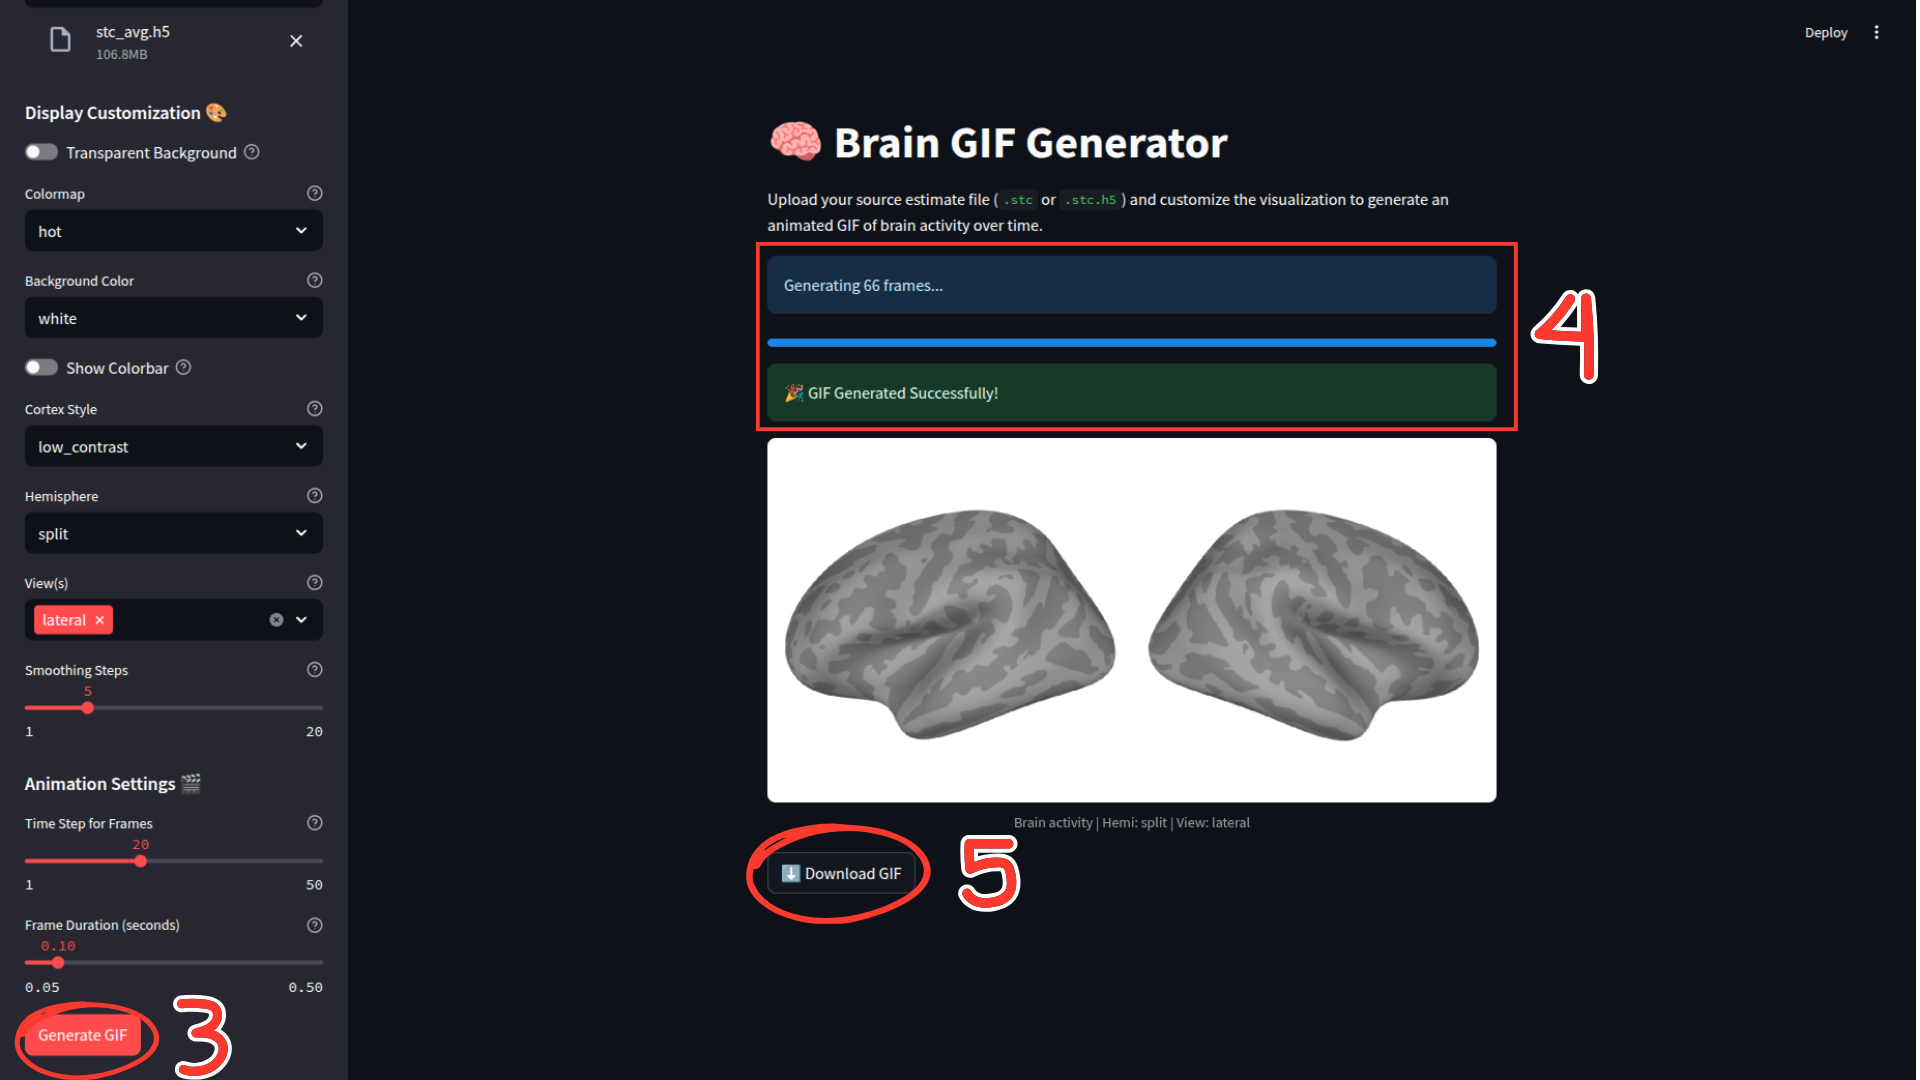 stc_avg.h5
106.8MB
Display Customization
Transparent Background
Colormap
hot
Background Color
white
Show Colorbar
Cortex Style
low_contrast
Hemisphere
split
View(s)
lateral
Smoothing Steps
5
1 20
Animation Settings
Time Step for Frames
20
1 50
Frame Duration (seconds)
0.10
0.05 0.50
Generate GIF
3
Deploy
Brain GIF Generator
Upload your source estimate file ( .stc or .stc.h5 ) and customize the visualization to generate an
animated GIF of brain activity over time.
Generating 66 frames...
GIF Generated Successfully!
4
Brain activity | Hemi: split | View: lateral
Download GIF
5